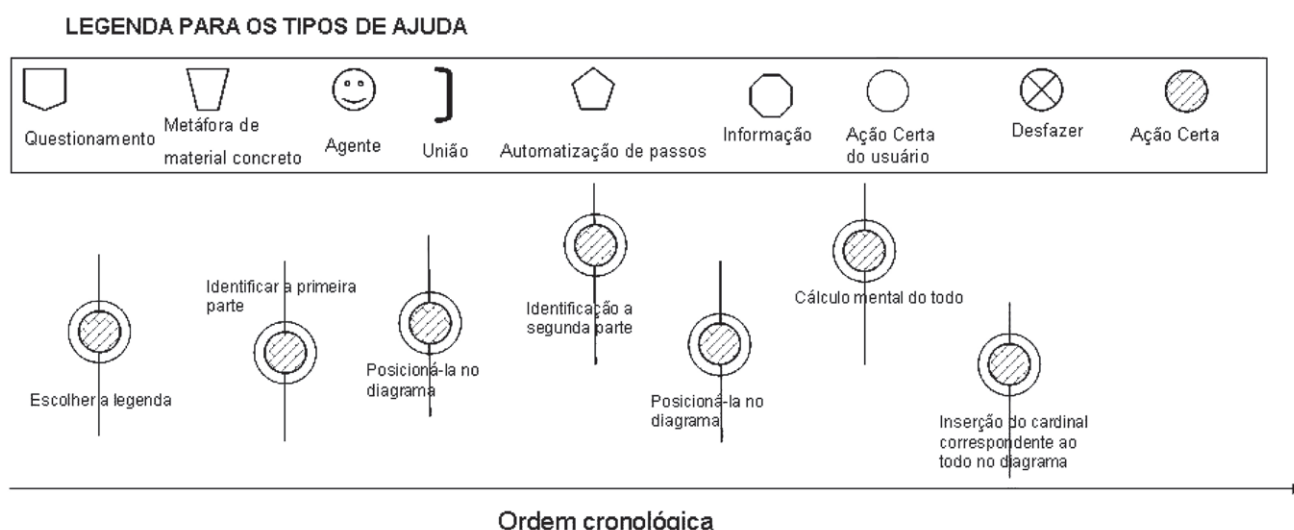 LEGENDA PARA OS TIPOS DE AJUDA
Questionamento
Metáfora de
material concreto
Agente
União
Automatização de passos
Informação
Ação Certa
do usuário
Desfazer
Ação Certa
Escolher a legenda
Identificar a primeira
parte
Posicioná-la no
diagrama
Identificação a
segunda parte
Posicioná-la no
diagrama
Cálculo mental do todo
Inserção do cardinal
correspondente ao
todo no diagrama
Ordem cronológica